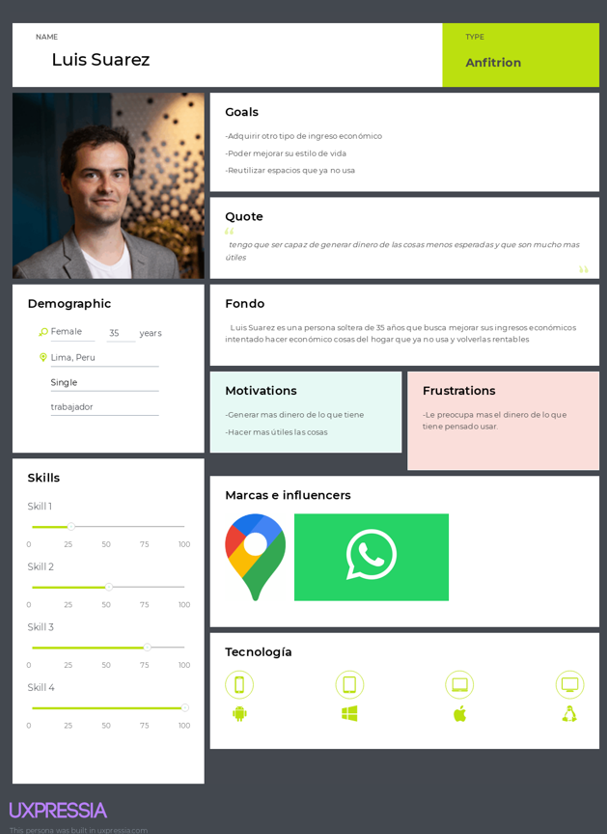 NAME
Luis Suarez
TYPE
Anfitrion
Goals
-Adquirir otro tipo de ingreso económico
-Poder mejorar su estilo de vida
-Reutilizar espacios que ya no usa
Quote
“
tengo que ser capaz de generar dinero de las cosas menos esperadas y que son mucho mas
útiles
”
Demographic
Female 35 years
Lima, Peru
Single
trabajador
Fondo
Luis Suarez es una persona soltera de 35 años que busca mejorar sus ingresos económicos
intentado hacer económico cosas del hogar que ya no usa y volverlas rentables
Motivations
-Generar mas dinero de lo que tiene
-Hacer mas útiles las cosas
Frustrations
-Le preocupa mas el dinero de lo que
tiene pensado usar.
Skills
Skill 1
0 25 50 75 100
Skill 2
0 25 50 75 100
Skill 3
0 25 50 75 100
Skill 4
0 25 50 75 100
Marcas e influencers
Tecnología
UXPRESSIA
This persona was built in uxpressia.com